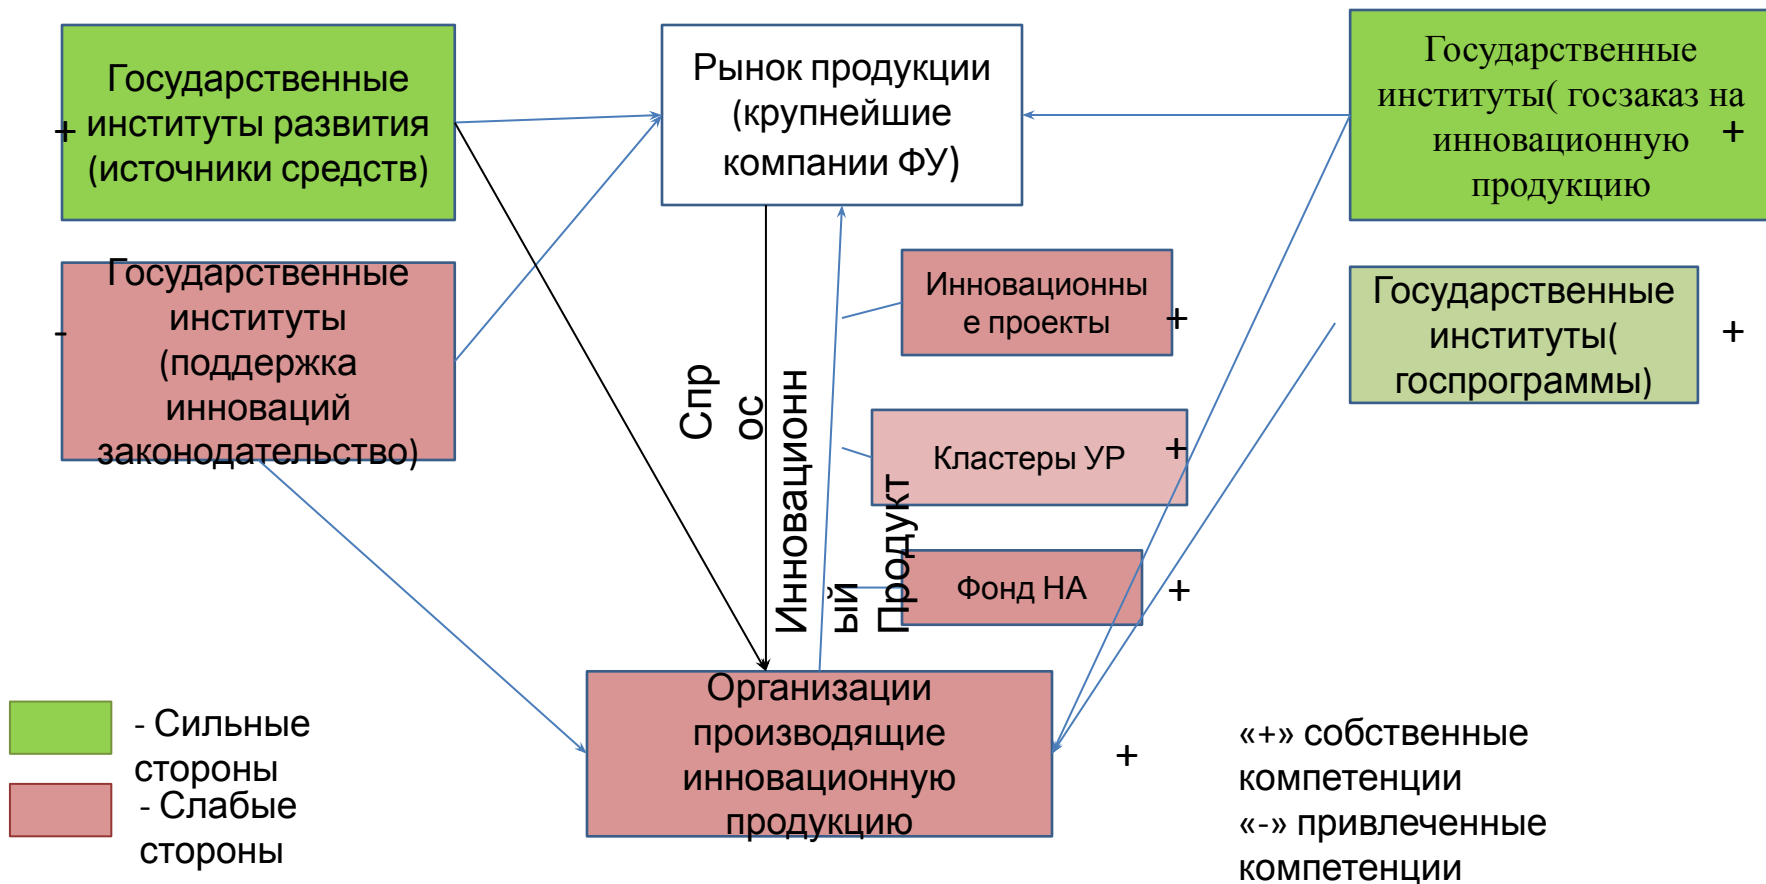 Государственные
институты развития
(источники средств)
+
Рынок продукции
(крупнейшие
компании ФУ)
Государственные
институты( госзаказ на
инновационную
продукцию
+
Государственные
институты
(поддержка
инноваций
законодательство)
-
Инновационны
е проекты
+
Государственные
институты(
госпрограммы)
+
Спр
ос
Инновационн
ый
Продукт
Кластеры УР
+
Фонд НА
+
Организации
производящие
инновационную
продукцию
+
- Сильные
стороны
- Слабые
стороны
«+» собственные
компетенции
«-» привлеченные
компетенции